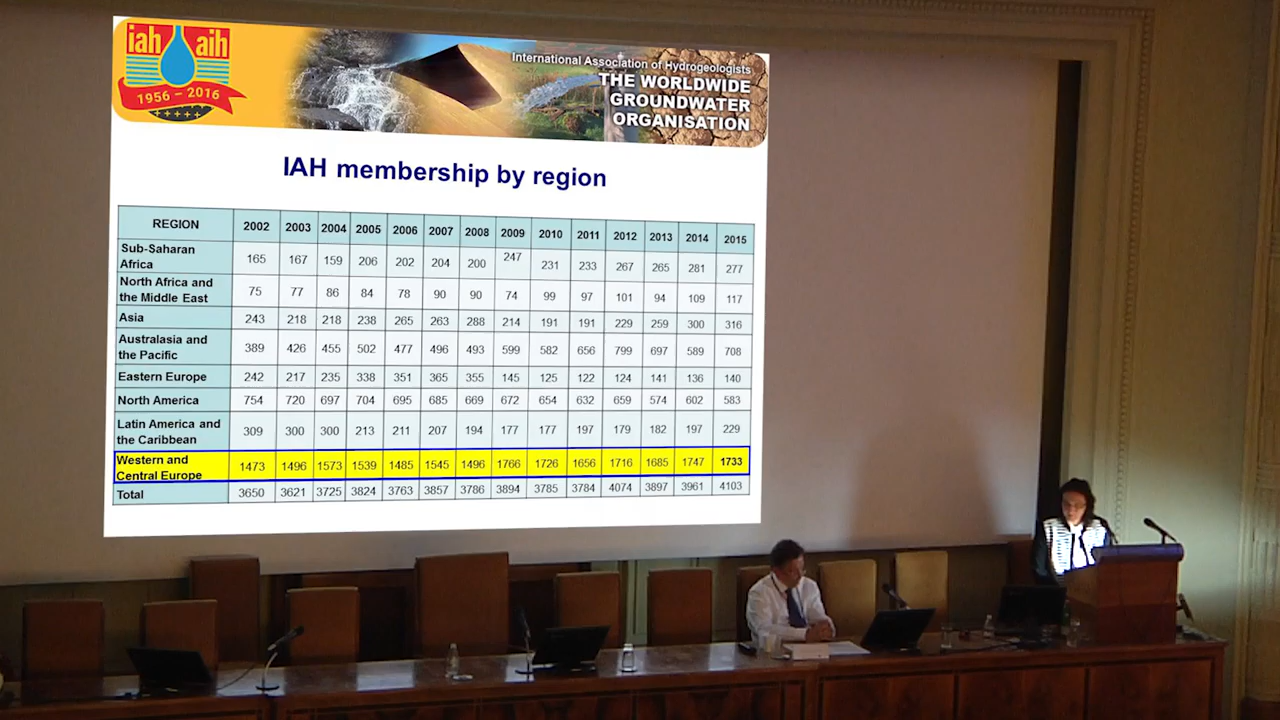 iah aih
1956 – 2016
International Association of Hydrogeologists
THE WORLDWIDE
GROUNDWATER
ORGANISATION
IAH membership by region
REGION 2002 2003 2004 2005 2006 2007 2008 2009 2010 2011 2012 2013 2014 2015
Sub-Saharan
Africa 165 167 159 206 202 204 200 247 231 233 267 265 281 277
North Africa and
the Middle East 75 77 86 84 78 90 90 74 99 97 101 94 109 117
Asia 243 218 218 238 265 263 288 214 191 191 229 259 300 316
Australasia and
the Pacific 389 426 455 502 477 496 493 599 582 656 799 697 589 708
Eastern Europe 242 217 235 338 351 365 355 145 125 122 124 141 136 140
North America 754 720 697 704 695 685 669 672 654 632 659 574 602 583
Latin America and
the Caribbean 309 300 300 213 211 207 194 177 177 197 179 182 197 229
Western and
Central Europe 1473 1496 1573 1539 1485 1545 1496 1766 1726 1656 1716 1685 1747 1733
Total 3650 3621 3725 3824 3763 3857 3786 3894 3785 3784 4074 3897 3961 4103